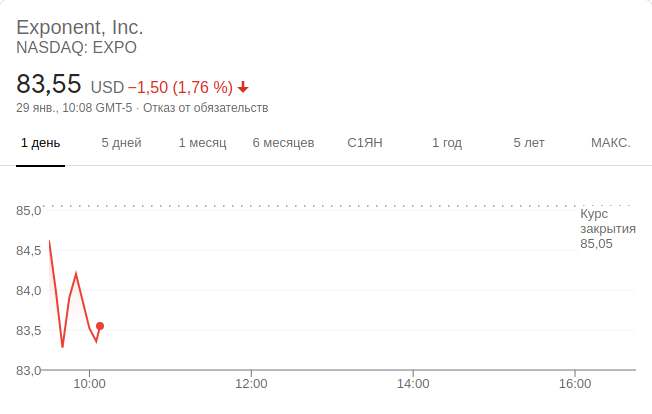 Exponent, Inc.
NASDAQ: EXPO
83,55 USD −1,50 (1,76 %)
29 янв., 10:08 GMT-5 · Отказ от обязательств
1 день 5 дней 1 месяц 6 месяцев С1ЯН 1 год 5 лет МАКС.
85,0
Курс
закрытия
85,05
84,5
84,0
83,5
83,0
10:00 12:00 14:00 16:00